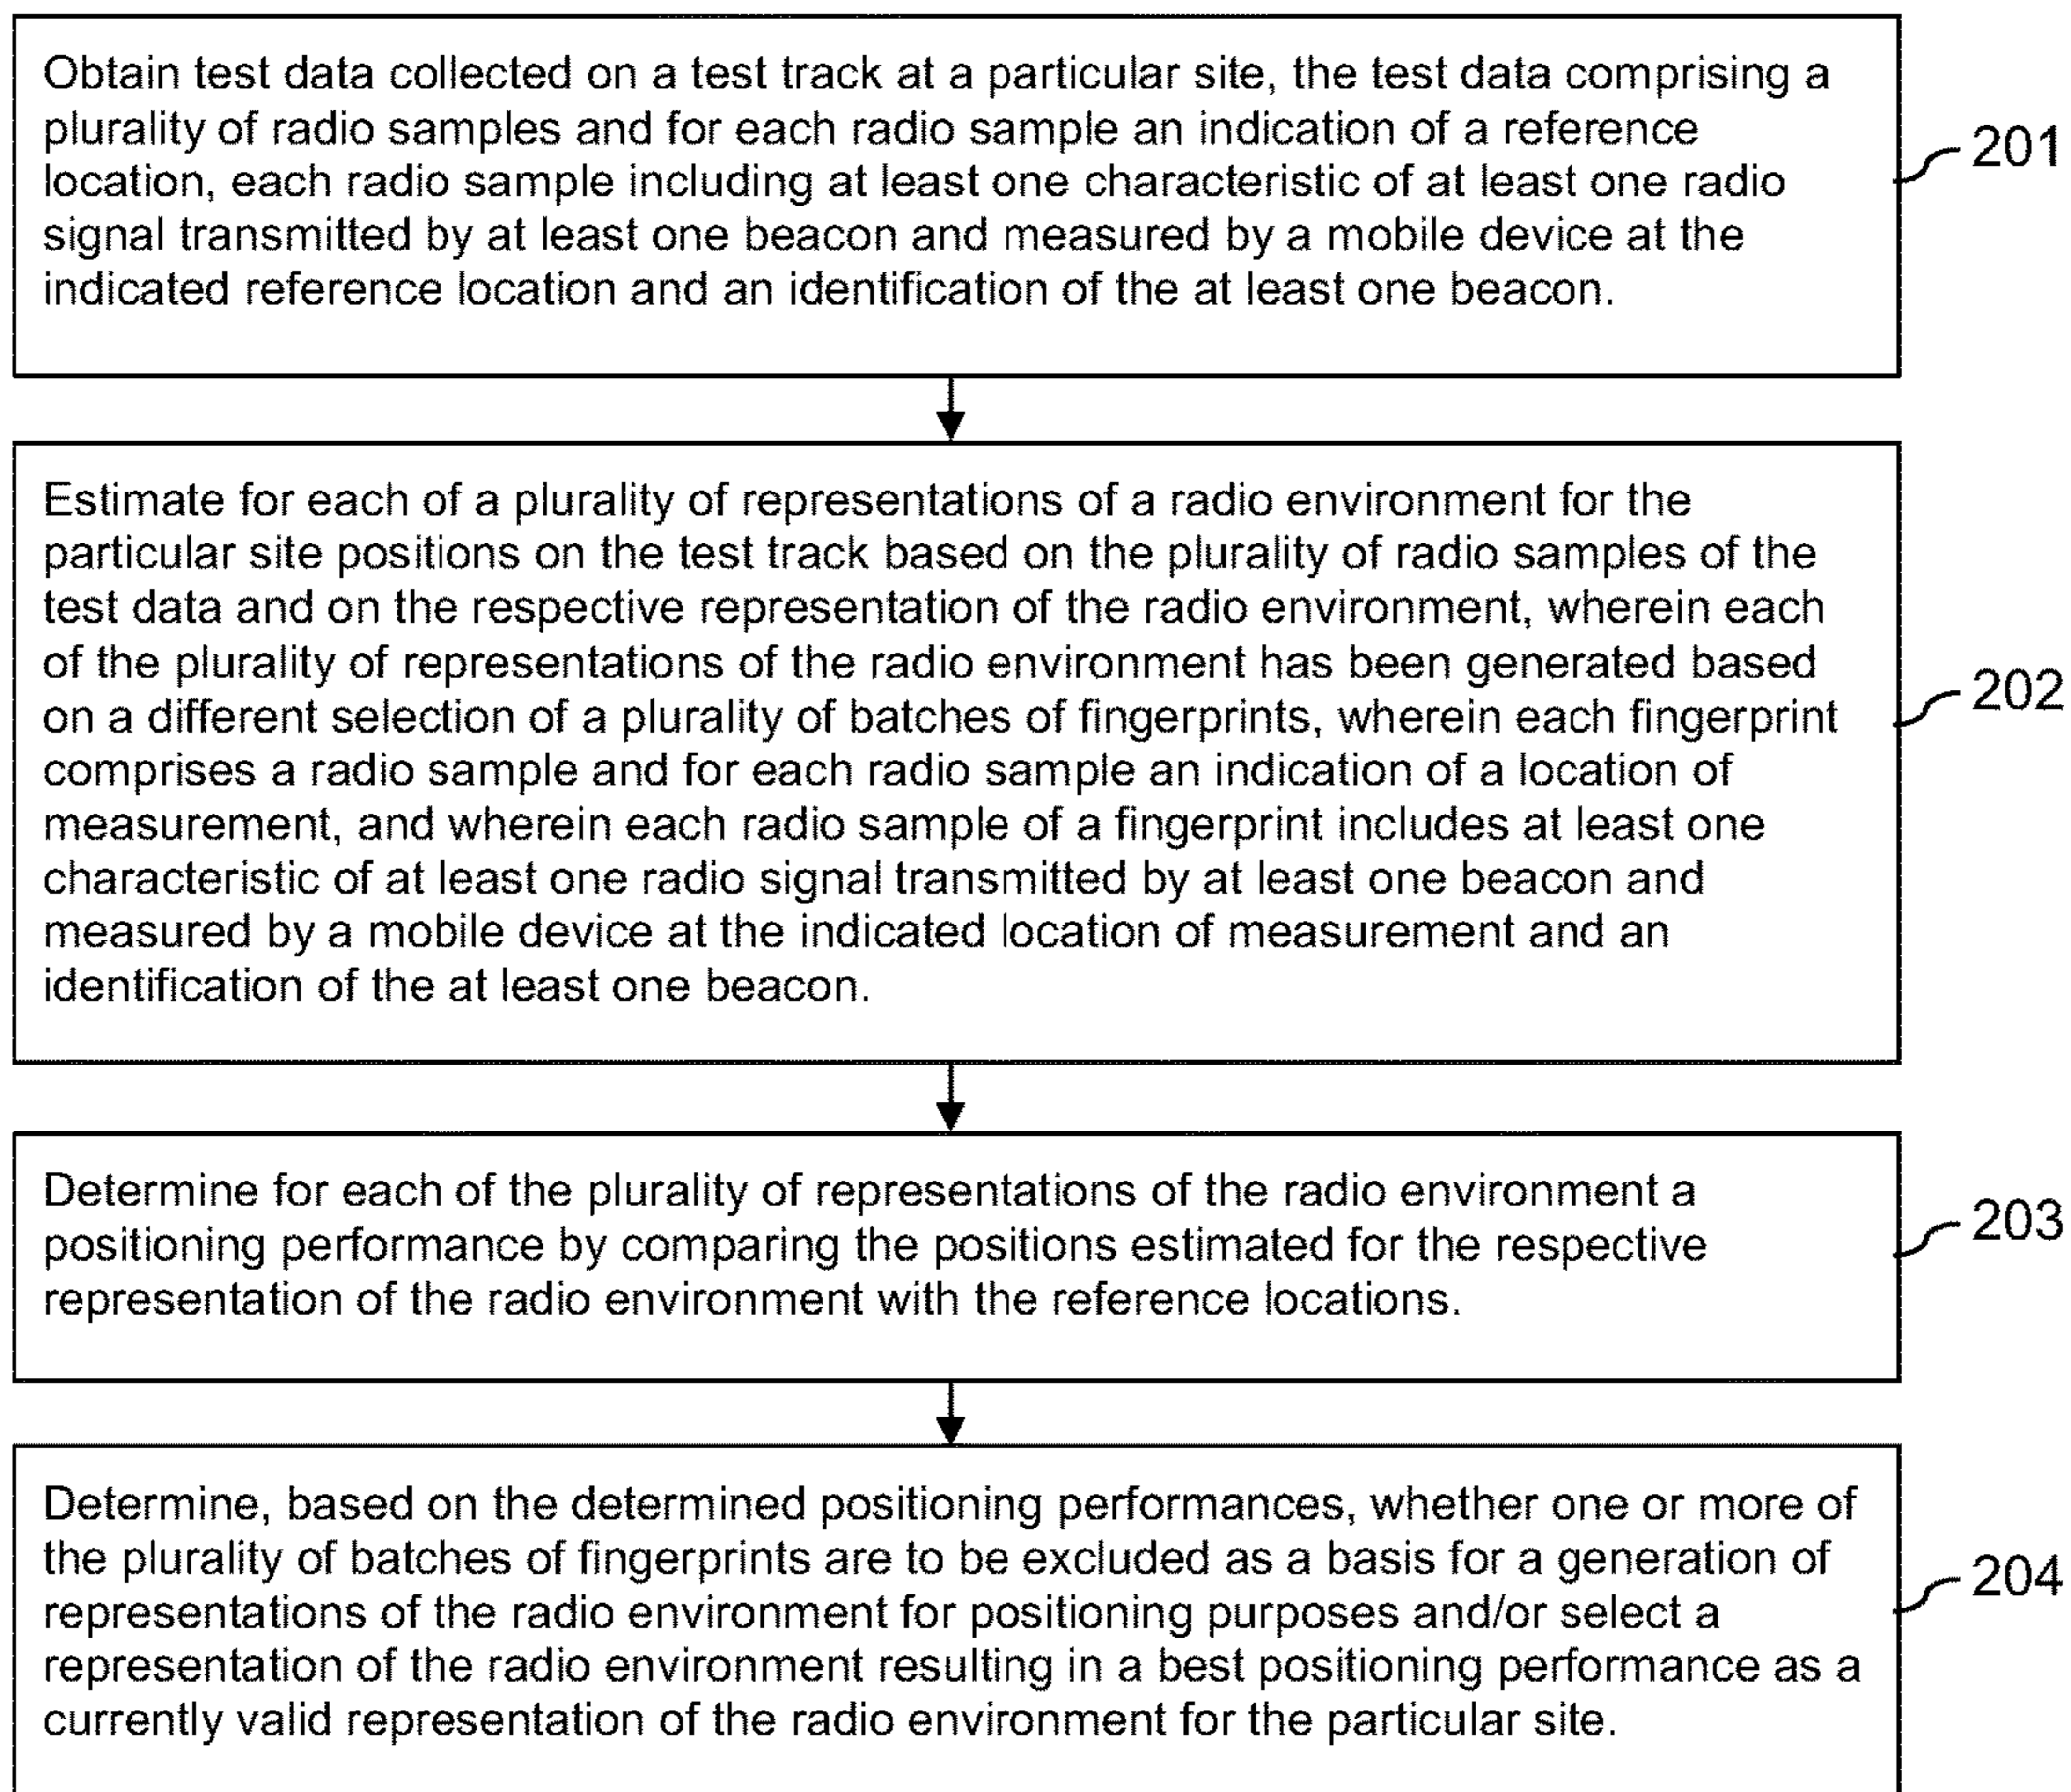 Obtain test data collected on a test track at a particular site, the test data comprising a
plurality of radio samples and for each radio sample an indication of a reference
location, each radio sample including at least one characteristic of at least one radio
signal transmitted by at least one beacon and measured by a mobile device at the
indicated reference location and an identification of the at least one beacon.
201
Estimate for each of a plurality of representations of a radio environment for the
particular site positions on the test track based on the plurality of radio samples of the
test data and on the respective representation of the radio environment, wherein each
of the plurality of representations of the radio environment has been generated based
on a different selection of a plurality of batches of fingerprints, wherein each fingerprint
comprises a radio sample and for each radio sample an indication of a location of
measurement, and wherein each radio sample of a fingerprint includes at least one
characteristic of at least one radio signal transmitted by at least one beacon and
measured by a mobile device at the indicated location of measurement and an
identification of the at least one beacon.
202
Determine for each of the plurality of representations of the radio environment a
positioning performance by comparing the positions estimated for the respective
representation of the radio environment with the reference locations.
203
Determine, based on the determined positioning performances, whether one or more of
the plurality of batches of fingerprints are to be excluded as a basis for a generation of
representations of the radio environment for positioning purposes and/or select a
representation of the radio environment resulting in a best positioning performance as a
currently valid representation of the radio environment for the particular site.
204